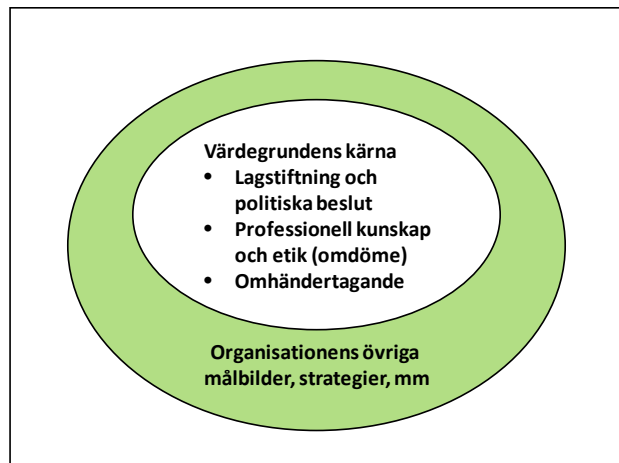 Värdegrundens kärna
• Lagstiftning och
politiska beslut
• Professionell kunskap
och etik (omdöme)
• Omhändertagande
Organisationens övriga
målbilder, strategier, mm